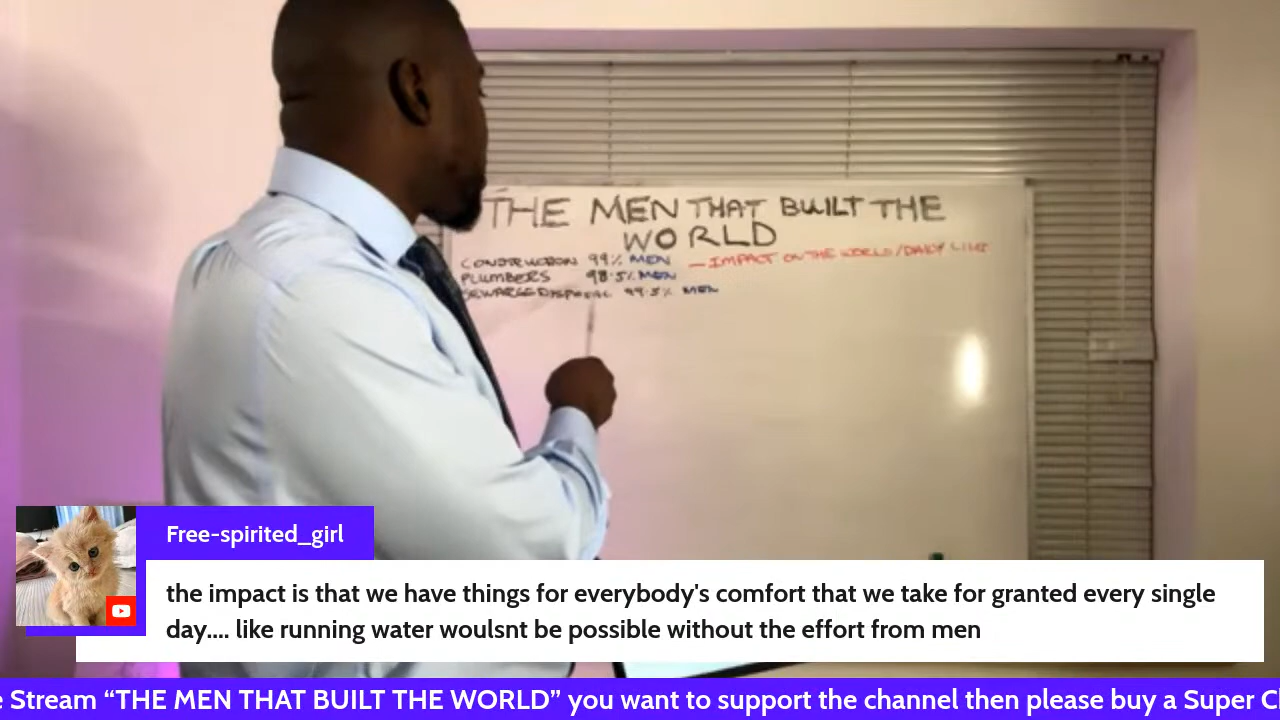 THE MEN THAT BUILT THE
WORLD
99% MEN
— IMPACT ON THE WORLD/DAILY
PLUMBERS 98.5% MEN
99.5% MEN
Free-spirited_girl
the impact is that we have things for everybody's comfort that we take for granted every single
day.... like running water woulsnt be possible without the effort from men
e Stream “THE MEN THAT BUILT THE WORLD” you want to support the channel then please buy a Super C